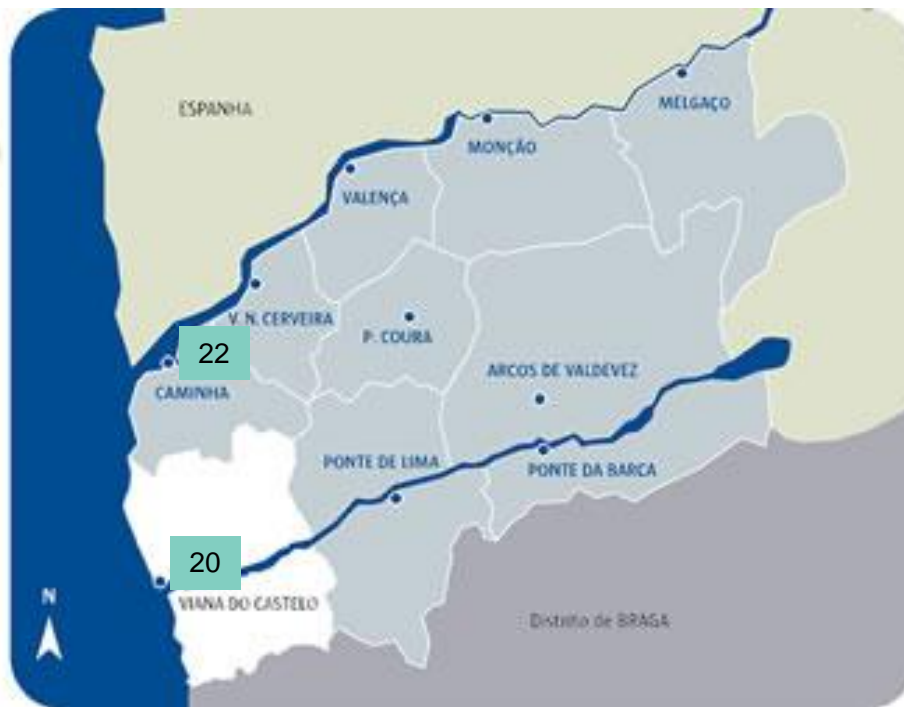 MELGAÇO
ESPANHA
MONÇÃO
VALENÇA
V. N. CERVEIRA
P. COURA
22
ARCOS DE VALDEVEZ
CAMINHA
PONTE DE LIMA
PONTE DA BARCA
20
N
VIANA DO CASTELO
Distrito de BRAGA